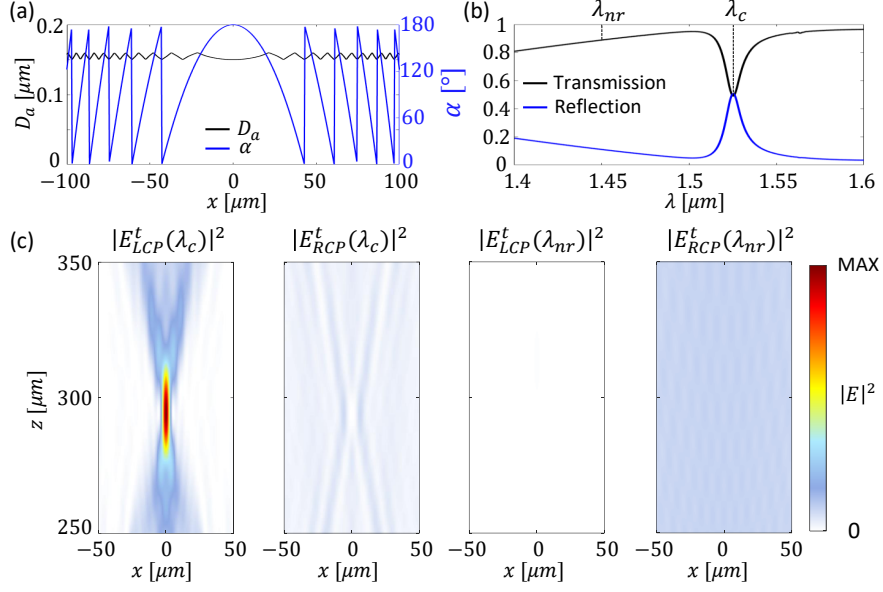 (a)
0.2
0.1
0
D_a [μm]
180
120
60
0
α [°]
D_a
α
−100
−50
0
50
100
x [μm]
(b)
λ_nr
λ_c
1
0.8
0.6
0.4
0.2
0
Transmission
Reflection
1.4
1.45
1.5
1.55
1.6
λ [μm]
(c)
|E^t_LCP(λ_c)|²
|E^t_RCP(λ_c)|²
|E^t_LCP(λ_nr)|²
|E^t_RCP(λ_nr)|²
350
300
250
z [μm]
−50
0
50
x [μm]
−50
0
50
x [μm]
−50
0
50
x [μm]
−50
0
50
x [μm]
MAX
|E|²
0